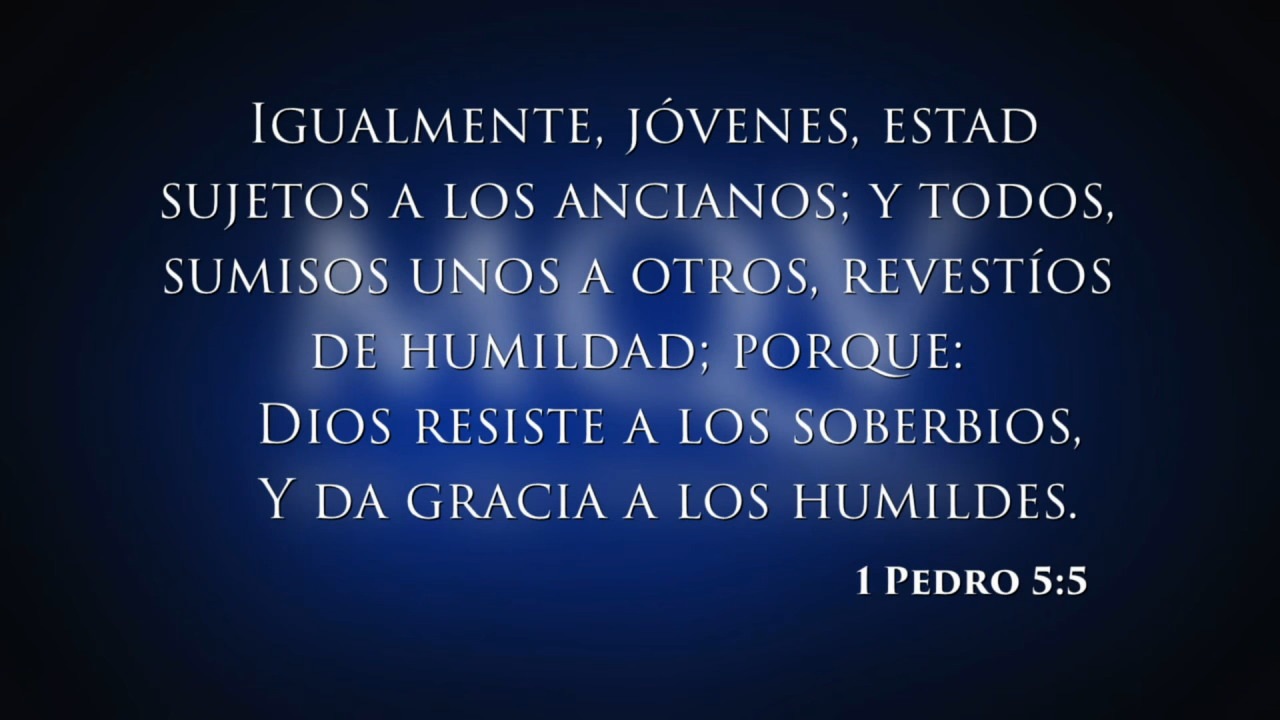 Igualmente, jóvenes, estad
sujetos a los ancianos; y todos,
sumisos unos a otros, revestíos
de humildad; porque:
Dios resiste a los soberbios,
Y da gracia a los humildes.
1 Pedro 5:5